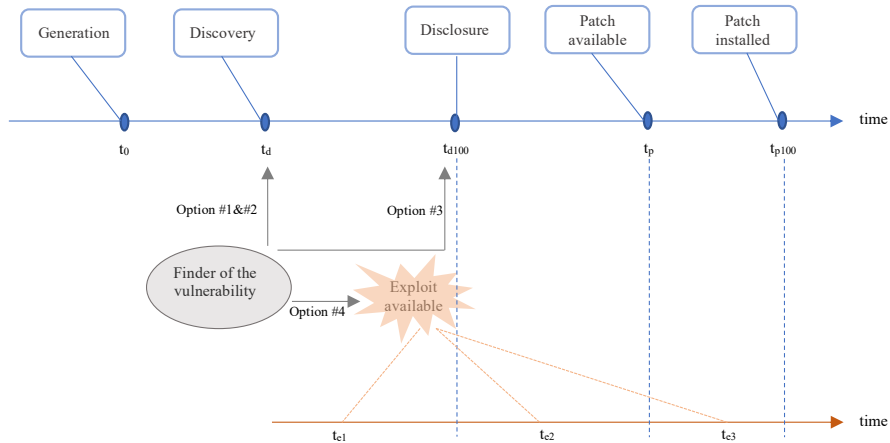 Generation
Discovery
Disclosure
Patch
available
Patch
installed
time
t0
td
td100
tp
tp100
Option #1&#2
Option #3
Finder of the
vulnerability
Exploit
available
Option #4
time
te1
te2
te3